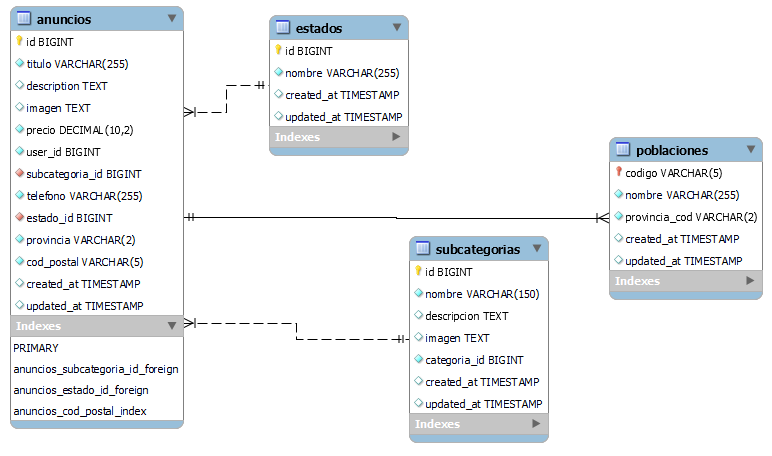 anuncios
id BIGINT
titulo VARCHAR(255)
description TEXT
imagen TEXT
precio DECIMAL(10,2)
user_id BIGINT
subcategoria_id BIGINT
telefono VARCHAR(255)
estado_id BIGINT
provincia VARCHAR(2)
cod_postal VARCHAR(5)
created_at TIMESTAMP
updated_at TIMESTAMP
Indexes
PRIMARY
anuncios_subcategoria_id_foreign
anuncios_estado_id_foreign
anuncios_cod_postal_index
estados
id BIGINT
nombre VARCHAR(255)
created_at TIMESTAMP
updated_at TIMESTAMP
Indexes
poblaciones
codigo VARCHAR(5)
nombre VARCHAR(255)
provincia_cod VARCHAR(2)
created_at TIMESTAMP
updated_at TIMESTAMP
Indexes
subcategorias
id BIGINT
nombre VARCHAR(150)
descripcion TEXT
imagen TEXT
categoria_id BIGINT
created_at TIMESTAMP
updated_at TIMESTAMP
Indexes